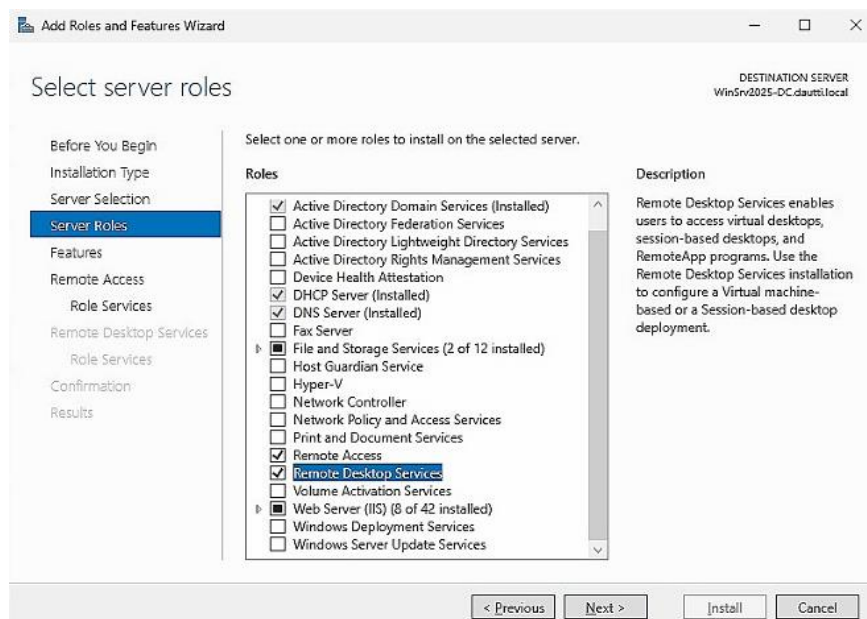 Add Roles and Features Wizard
Select server roles
DESTINATION SERVER
WinSrv2025-DC.dautti.local
Before You Begin
Installation Type
Server Selection
Server Roles
Features
Remote Access
Role Services
Remote Desktop Services
Role Services
Confirmation
Results
Select one or more roles to install on the selected server.
Roles
Active Directory Domain Services (Installed)
Active Directory Federation Services
Active Directory Lightweight Directory Services
Active Directory Rights Management Services
Device Health Attestation
DHCP Server (Installed)
DNS Server (Installed)
Fax Server
File and Storage Services (2 of 12 installed)
Host Guardian Service
Hyper-V
Network Controller
Network Policy and Access Services
Print and Document Services
Remote Access
Remote Desktop Services
Volume Activation Services
Web Server (IIS) (8 of 42 installed)
Windows Deployment Services
Windows Server Update Services
Description
Remote Desktop Services enables
users to access virtual desktops,
session-based desktops, and
RemoteApp programs. Use the
Remote Desktop Services installation
to configure a Virtual machine-
based or a Session-based desktop
deployment.
< Previous
Next >
Install
Cancel